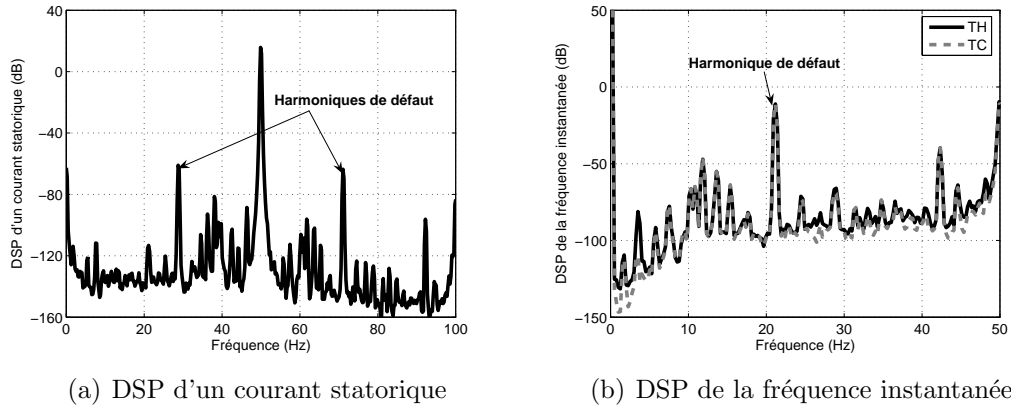 40
0
−40
−80
−120
−160
0
20
40
60
80
100
Fréquence (Hz)
DSP d'un courant statorique (dB)
Harmoniques de défaut
(a) DSP d'un courant statorique
50
0
−50
−100
−150
0
10
20
30
40
50
Fréquence (Hz)
DSP de la fréquence instantanée (dB)
Harmonique de défaut
TH
TC
(b) DSP de la fréquence instantanée